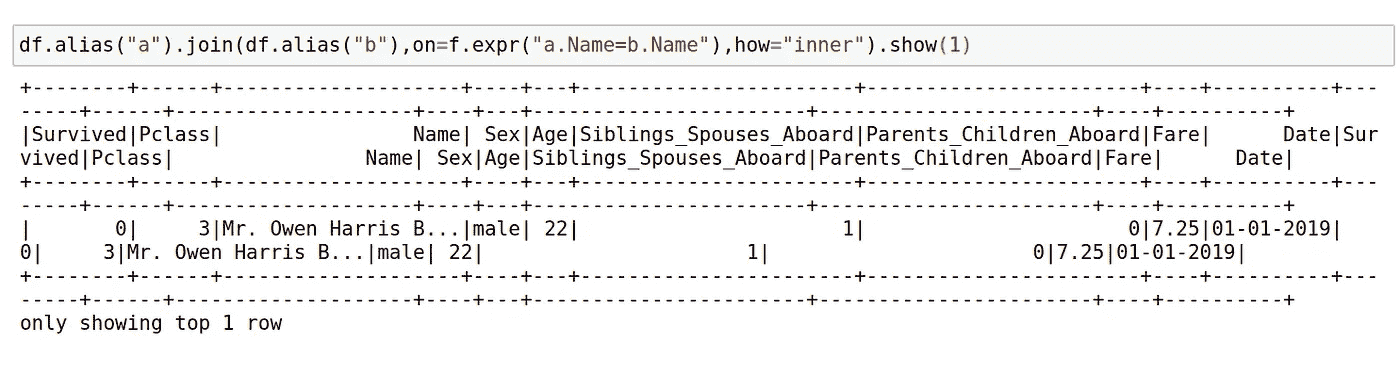 df.alias("a").join(df.alias("b"),on=f.expr("a.Name=b.Name"),how="inner").show(1)
+--------+------+--------------------+----+---+-----------------------+-----------------------+----+----------+---
-----+------+--------------------+----+---+-----------------------+-----------------------+----+----------+
|Survived|Pclass|                Name| Sex|Age|Siblings_Spouses_Aboard|Parents_Children_Aboard|Fare|      Date|Sur
vived|Pclass|                Name| Sex|Age|Siblings_Spouses_Aboard|Parents_Children_Aboard|Fare|      Date|
+--------+------+--------------------+----+---+-----------------------+-----------------------+----+----------+---
-----+------+--------------------+----+---+-----------------------+-----------------------+----+----------+
|       0|     3|Mr. Owen Harris B...|male| 22|                      1|                      0|7.25|01-01-2019|
0|     3|Mr. Owen Harris B...|male| 22|                      1|                      0|7.25|01-01-2019|
+--------+------+--------------------+----+---+-----------------------+-----------------------+----+----------+---
-----+------+--------------------+----+---+-----------------------+-----------------------+----+----------+
only showing top 1 row